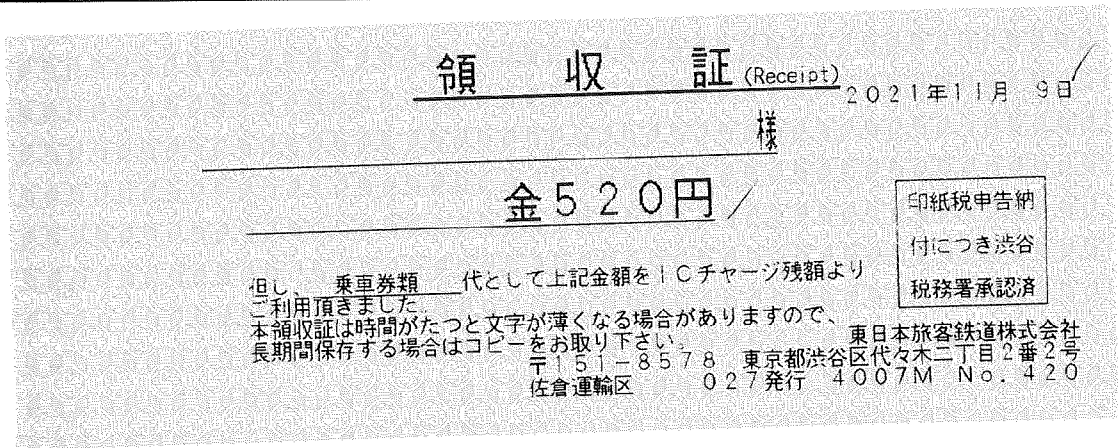 領収証(Receipt)
2021年11月 9日
様
金520円
印紙税申告納
付につき渋谷
税務署承認済
但し、 乗車券類 代として上記金額をICチャージ残額より
ご利用頂きました。
本領収証は時間がたつと文字が薄くなる場合がありますので、
長期間保存する場合はコピーをお取り下さい。
東日本旅客鉄道株式会社
〒151-8578 東京都渋谷区代々木二丁目2番2号
佐倉運輸区 027発行 4007M No.420